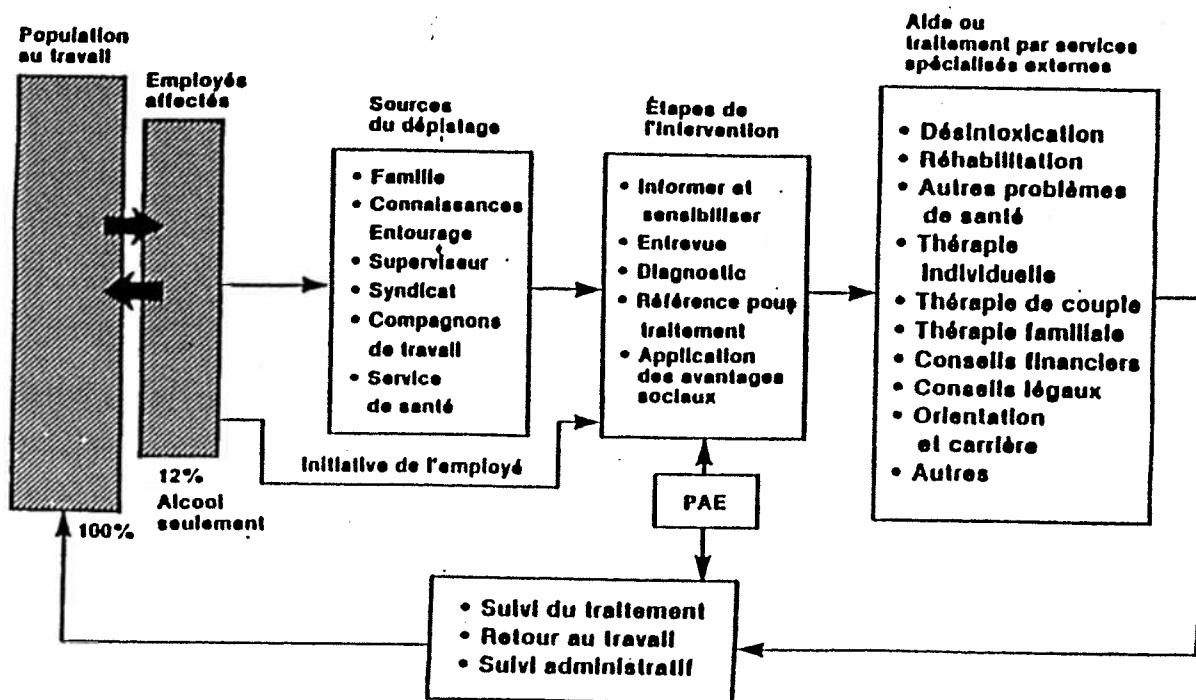 Population
au travail
Employés
affectés
12%
Alcool
seulement
100%
Sources
du dépistage
• Famille
• Connaissances
Entourage
• Superviseur
• Syndicat
• Compagnons
de travail
• Service
de santé
Initiative de l'employé
Étapes de
l'intervention
• Informer et
sensibiliser
• Entrevue
• Diagnostic
• Référence pour
traitement
• Application
des avantages
sociaux
PAE
Aide ou
traitement par services
spécialisés externes
• Désintoxication
• Réhabilitation
• Autres problèmes
de santé
• Thérapie
individuelle
• Thérapie de couple
• Thérapie familiale
• Conseils financiers
• Conseils légaux
• Orientation
et carrière
• Autres
• Suivi du traitement
• Retour au travail
• Suivi administratif